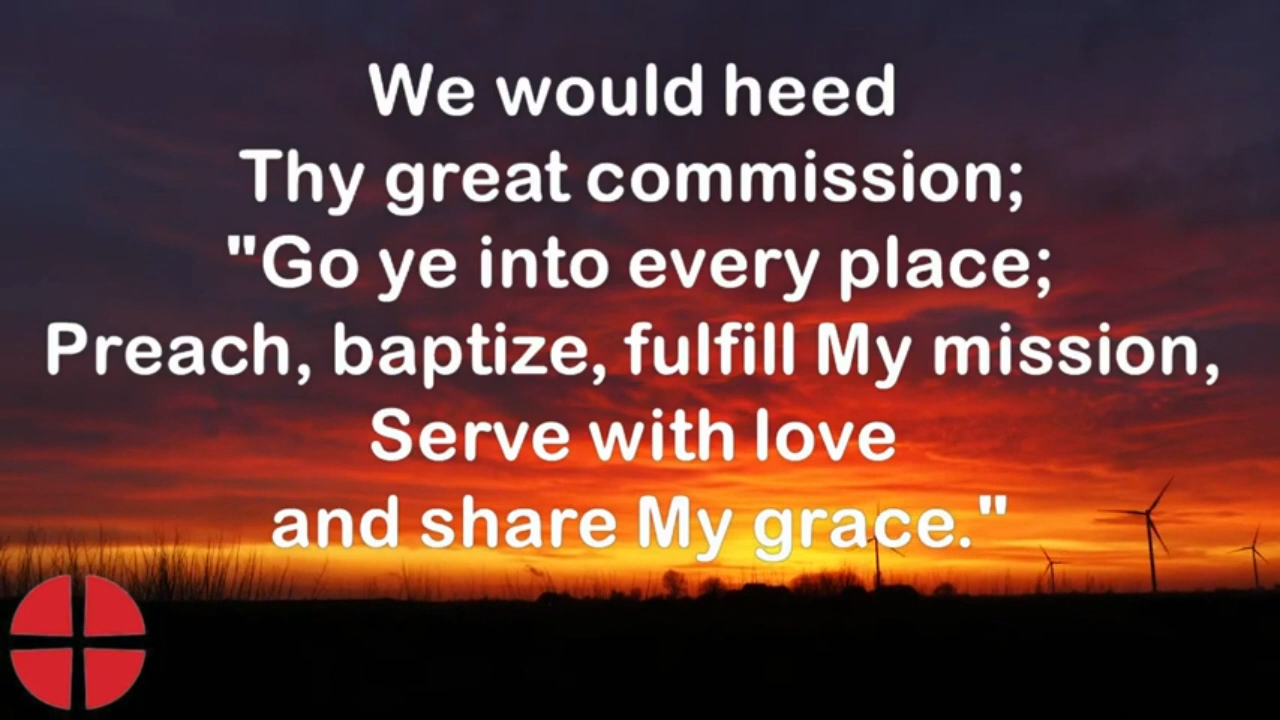 We would heed
Thy great commission;
"Go ye into every place;
Preach, baptize, fulfill My mission,
Serve with love
and share My grace."